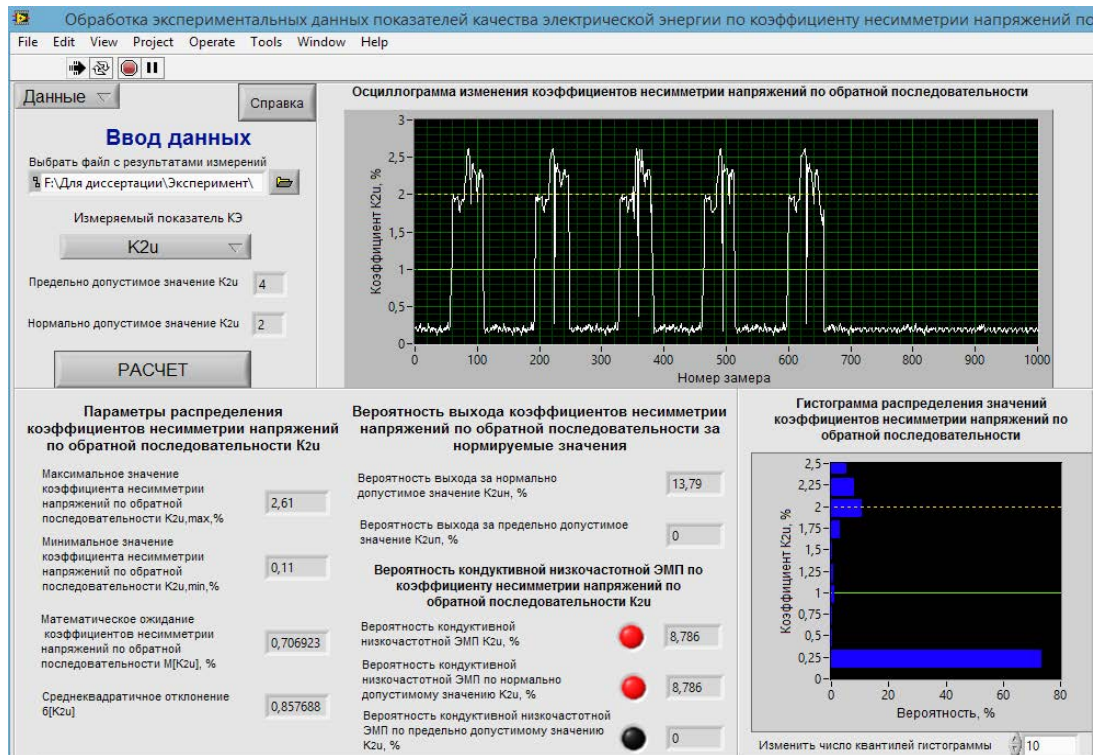 Обработка экспериментальных данных показателей качества электрической энергии по коэффициенту несимметрии напряжений по
File Edit View Project Operate Tools Window Help
Данные
Справка
Ввод данных
Выбрать файл с результатами измерений
F:\Для диссертации\Эксперимент\
Измеряемый показатель КЭ
K2u
Предельно допустимое значение K2u
4
Нормально допустимое значение K2u
2
РАСЧЕТ
Осциллограмма изменения коэффициентов несимметрии напряжений по обратной последовательности
Коэффициент K2u, %
3
2,5
2
1,5
1
0,5
0
0 100 200 300 400 500 600 700 800 900 1000
Номер замера
Параметры распределения
коэффициентов несимметрии напряжений
по обратной последовательности K2u
Максимальное значение
коэффициента несимметрии
напряжений по обратной
последовательности K2u,max,%
2,61
Минимальное значение
коэффициента несимметрии
напряжений по обратной
последовательности K2u,min,%
0,11
Математическое ожидание
коэффициентов несимметрии
напряжений по обратной
последовательности M[K2u], %
0,706923
Среднеквадратичное отклонение
б[K2u]
0,857688
Вероятность выхода коэффициентов несимметрии
напряжений по обратной последовательности за
нормируемые значения
Вероятность выхода за нормально
допустимое значение K2uн, %
13,79
Вероятность выхода за предельно допустимое
значение K2uп, %
0
Вероятность кондуктивной низкочастотной ЭМП по
коэффициенту несимметрии напряжений по
обратной последовательности K2u
Вероятность кондуктивной
низкочастотной ЭМП K2u, %
8,786
Вероятность кондуктивной
низкочастотной ЭМП по нормально
допустимому значению K2u, %
8,786
Вероятность кондуктивной низкочастотной
ЭМП по предельно допустимому значению
K2u, %
0
Гистограмма распределения значений
коэффициентов несимметрии напряжений по
обратной последовательности
Коэффициент K2u, %
2,5
2,25
2
1,75
1,5
1,25
1
0,75
0,5
0,25
0
0 20 40 60 80
Вероятность, %
Изменить число квантилей гистограммы
10